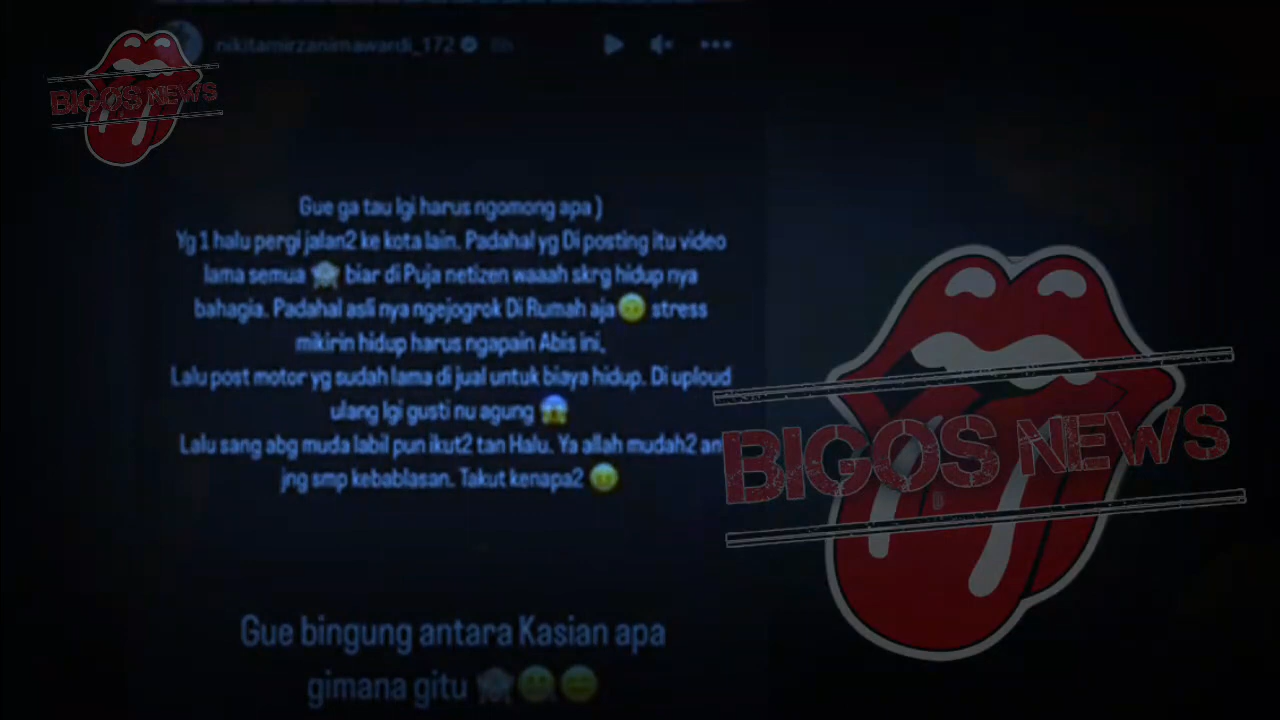 nikitamirzanimawardi_172
BIGOS NEWS
Gue ga tau lgi harus ngomong apa )
Yg 1 halu pergi jalan2 ke kota lain. Padahal yg Di posting itu video
lama semua 🙈 biar di Puja netizen waaah skrg hidup nya
bahagia. Padahal asli nya ngejogrok Di Rumah aja stress
mikirin hidup harus ngapain Abis ini.
Lalu post motor yg sudah lama di jual untuk biaya hidup. Di uploud
ulang lgi gusti nu agung 😱
Lalu sang abg muda labil pun ikut2 tan Halu. Ya allah mudah2 an
jng smp kebablasan. Takut kenapa2
BIGOS NEWS
Gue bingung antara Kasian apa
gimana gitu 🙈